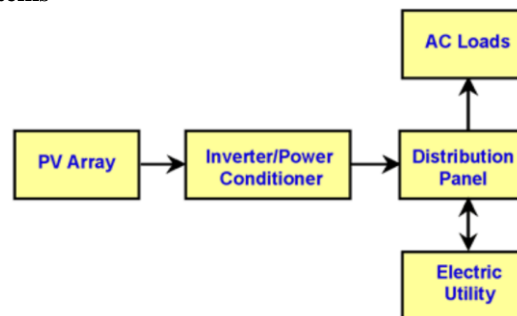 AC Loads
PV Array
Inverter/Power
Conditioner
Distribution
Panel
Electric
Utility